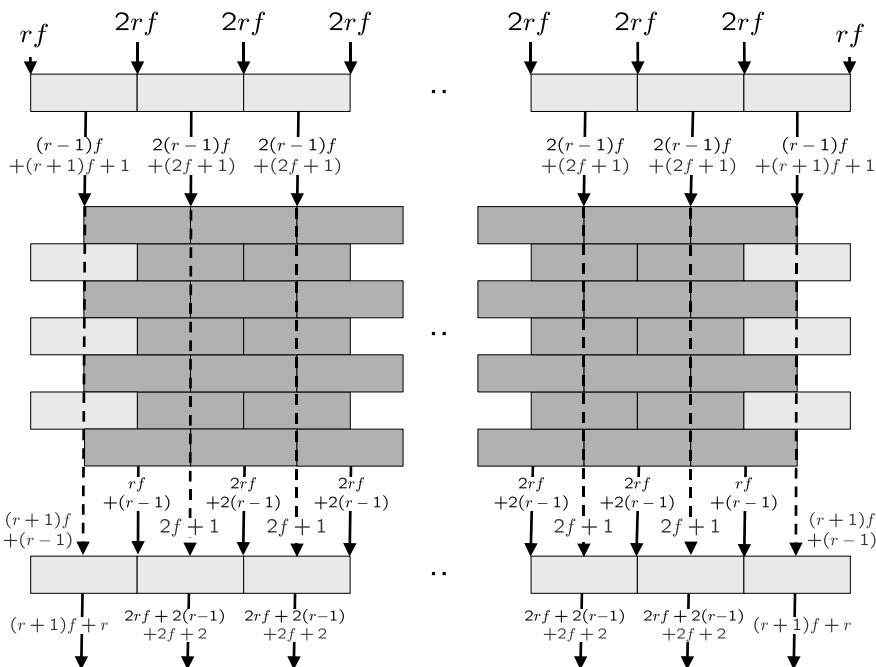 rf 2rf 2rf 2rf 2rf 2rf 2rf rf
..
(r−1)f 2(r−1)f 2(r−1)f 2(r−1)f 2(r−1)f (r−1)f
+(r+1)f+1 +(2f+1) +(2f+1) +(2f+1) +(2f+1) +(r+1)f+1
..
rf 2rf 2rf 2rf 2rf rf
+(r−1) +2(r−1) +2(r−1) +2(r−1) +2(r−1) +(r−1)
(r+1)f 2f+1 2f+1 2f+1 2f+1 (r+1)f
+(r−1) +(r−1)
..
(r+1)f+r 2rf+2(r−1) 2rf+2(r−1) 2rf+2(r−1) 2rf+2(r−1) (r+1)f+r
+2f+2 +2f+2 +2f+2 +2f+2